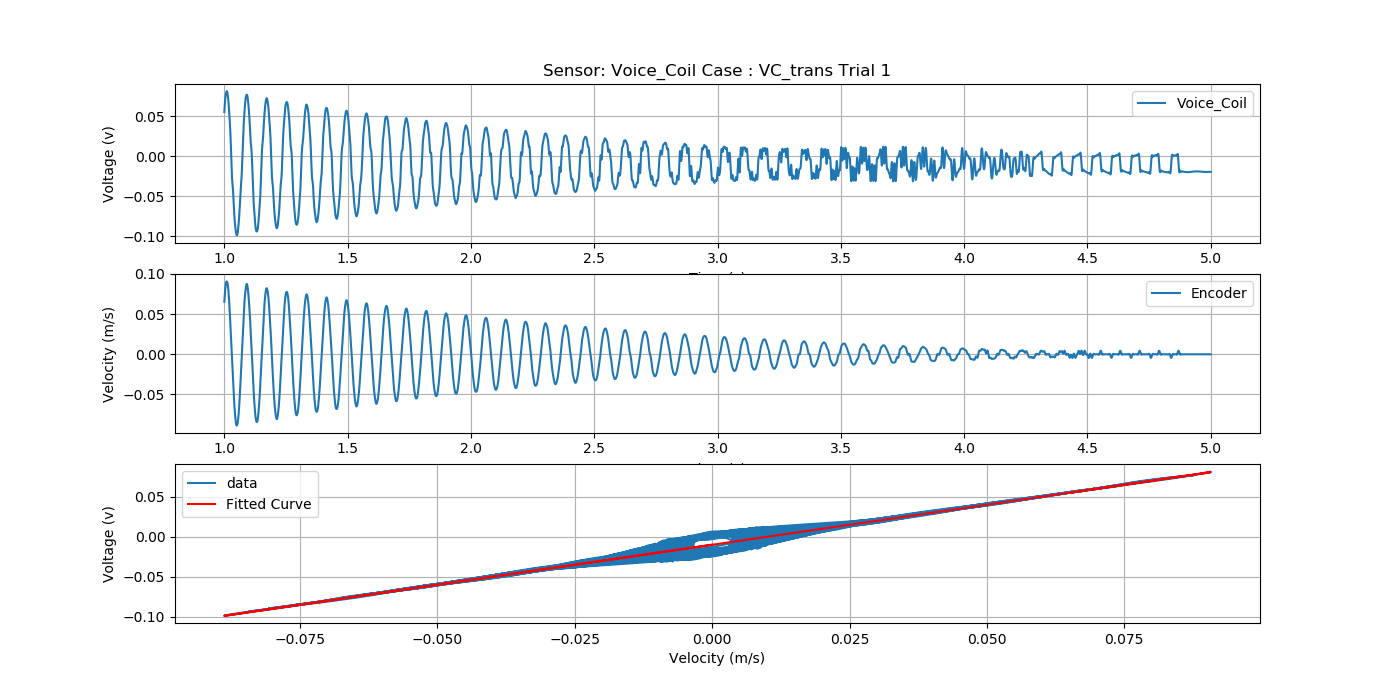 Sensor: Voice_Coil Case : VC_trans Trial 1
Voltage (v)
0.05
0.00
−0.05
−0.10
Voice_Coil
1.0 1.5 2.0 2.5 3.0 3.5 4.0 4.5 5.0
Velocity (m/s)
0.10
0.05
0.00
−0.05
Encoder
1.0 1.5 2.0 2.5 3.0 3.5 4.0 4.5 5.0
Voltage (v)
0.05
0.00
−0.05
−0.10
data
Fitted Curve
−0.075 −0.050 −0.025 0.000 0.025 0.050 0.075
Velocity (m/s)